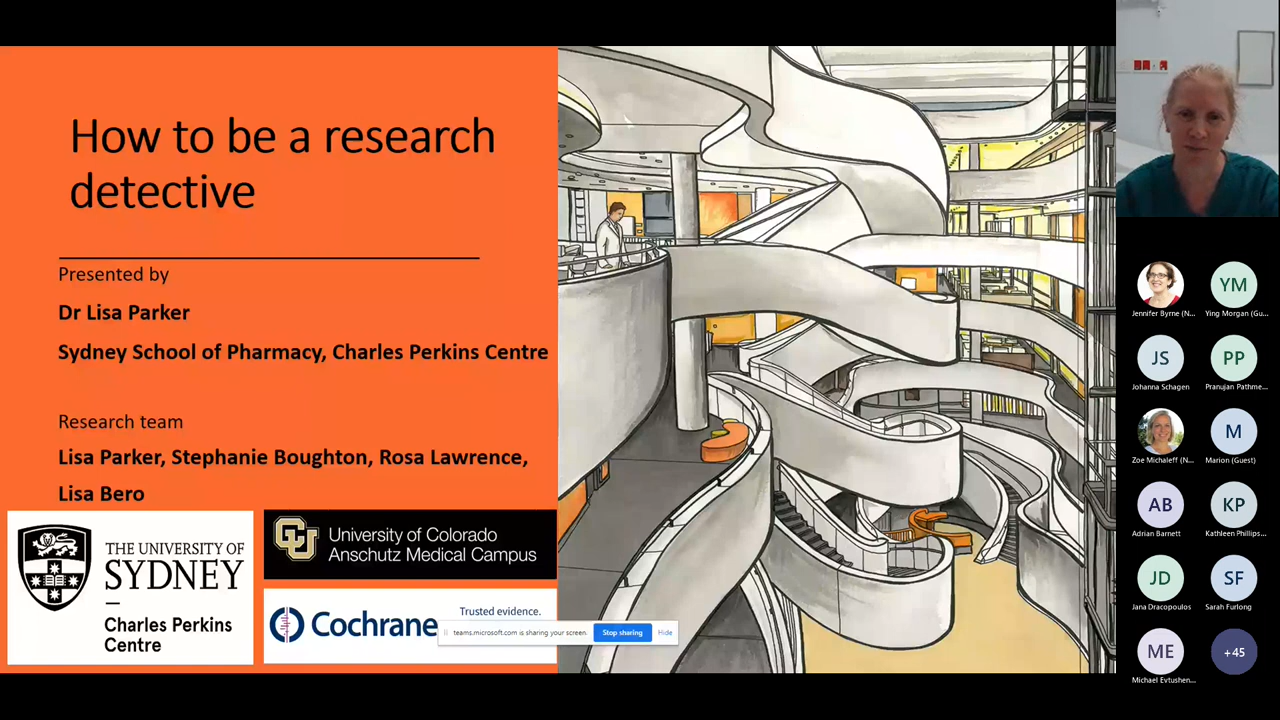 How to be a research
detective
Presented by
Dr Lisa Parker
Sydney School of Pharmacy, Charles Perkins Centre
Research team
Lisa Parker, Stephanie Boughton, Rosa Lawrence,
Lisa Bero
THE UNIVERSITY OF
SYDNEY
Charles Perkins
Centre
CU
University of Colorado
Anschutz Medical Campus
Trusted evidence.
Cochrane
teams.microsoft.com is sharing your screen.
Stop sharing
Hide
Jennifer Byrne (N...
YM
Ying Morgan (Gu...
JS
Johanna Schagen
PP
Pranujan Pathme...
Zoe Michaleff (N...
M
Marion (Guest)
AB
Adrian Barnett
KP
Kathleen Phillips...
JD
Jana Dracopoulos
SF
Sarah Furlong
ME
Michael Evtushen...
+45